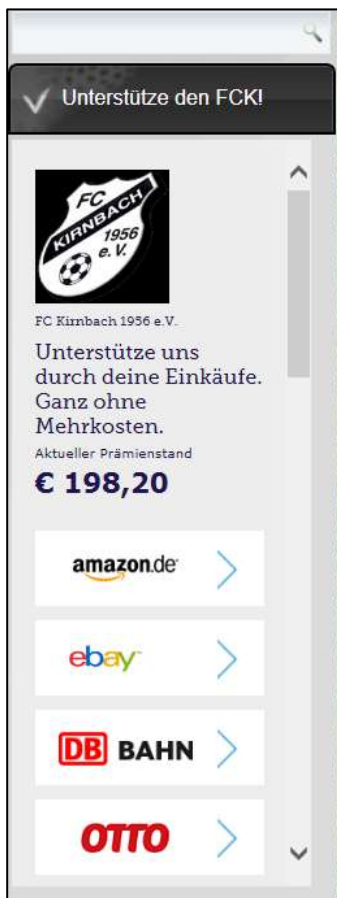 Unterstütze den FCK!
FC
KIRNBACH
1956
e.V.
FC Kirnbach 1956 e.V.
Unterstütze uns
durch deine Einkäufe.
Ganz ohne
Mehrkosten.
Aktueller Prämienstand
€ 198,20
amazon.de
ebay
DB BAHN
OTTO